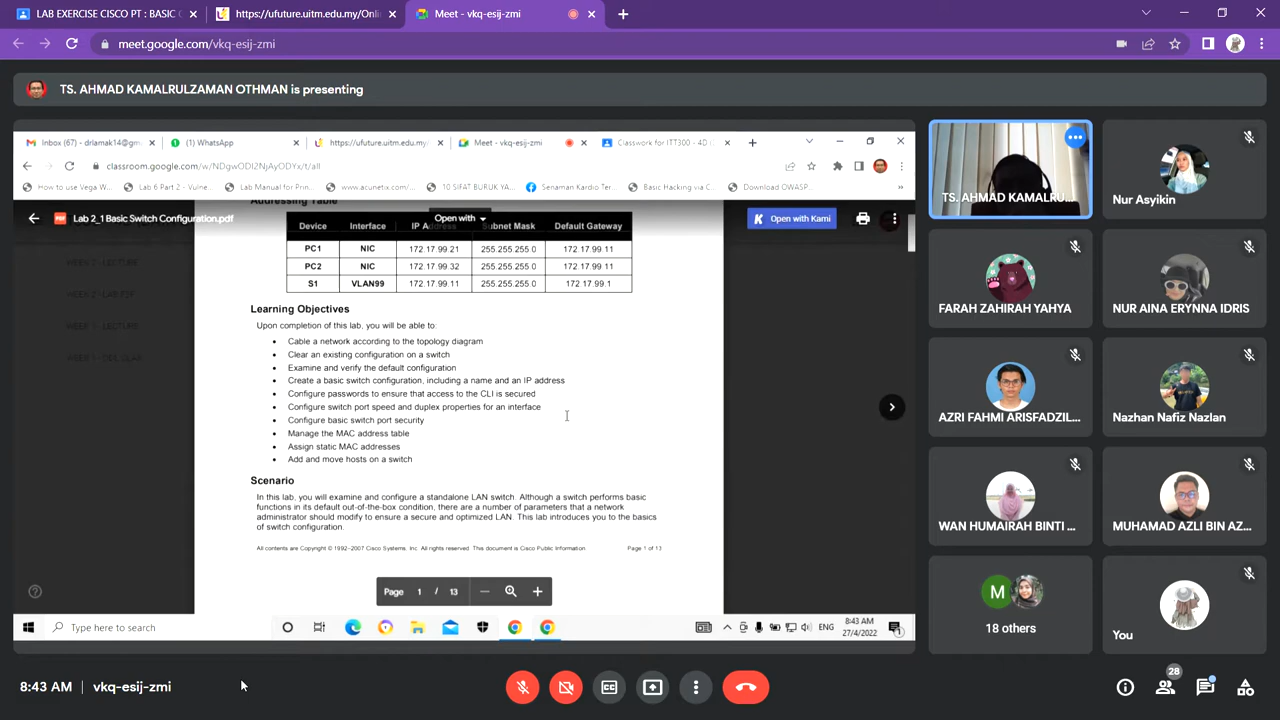 LAB EXERCISE CISCO PT : BASIC C
https://ufuture.uitm.edu.my/Onli
Meet - vkq-esij-zmi
meet.google.com/vkq-esij-zmi
TS. AHMAD KAMALRULZAMAN OTHMAN is presenting
Inbox (67) - drlamak14@gm
(1) WhatsApp
https://ufuture.uitm.edu.my/
Meet - vkq-esij-zmi
Classwork for ITT300 - 4D (
classroom.google.com/w/NDgwODI2NjAyODYx/t/all
How to use Vega W...
Lab 6 Part 2 - Vulne...
Lab Manual for Prin...
www.acunetix.com/...
10 SIFAT BURUK YA...
Senaman Kardio Ter...
Basic Hacking via C...
Download OWASP...
Addressing Table
Lab 2_1 Basic Switch Configuration.pdf
Open with
Open with Kami
WEEK 2 - LECTURE
WEEK 2 - LAB PDF
WEEK 1 - LECTURE
Device Interface IP Address Subnet Mask Default Gateway
PC1 NIC 172.17.99.21 255.255.255.0 172.17.99.11
PC2 NIC 172.17.99.32 255.255.255.0 172.17.99.11
S1 VLAN99 172.17.99.11 255.255.255.0 172.17.99.1
Learning Objectives
Upon completion of this lab, you will be able to:
• Cable a network according to the topology diagram
• Clear an existing configuration on a switch
• Examine and verify the default configuration
• Create a basic switch configuration, including a name and an IP address
• Configure passwords to ensure that access to the CLI is secured
• Configure switch port speed and duplex properties for an interface
• Configure basic switch port security
• Manage the MAC address table
• Assign static MAC addresses
• Add and move hosts on a switch
Scenario
In this lab, you will examine and configure a standalone LAN switch. Although a switch performs basic
functions in its default out-of-the-box condition, there are a number of parameters that a network
administrator should modify to ensure a secure and optimized LAN. This lab introduces you to the basics
of switch configuration.
All contents are Copyright © 1992–2007 Cisco Systems, Inc. All rights reserved. This document is Cisco Public Information. Page 1 of 13
Page 1 / 13
Type here to search
ENG
8:43 AM
27/4/2022
TS. AHMAD KAMALRU...
Nur Asyikin
FARAH ZAHIRAH YAHYA
NUR AINA ERYNNA IDRIS
AZRI FAHMI ARISFADZIL...
Nazhan Nafiz Nazlan
WAN HUMAIRAH BINTI ...
MUHAMAD AZLI BIN AZ...
M
18 others
You
8:43 AM
vkq-esij-zmi
28